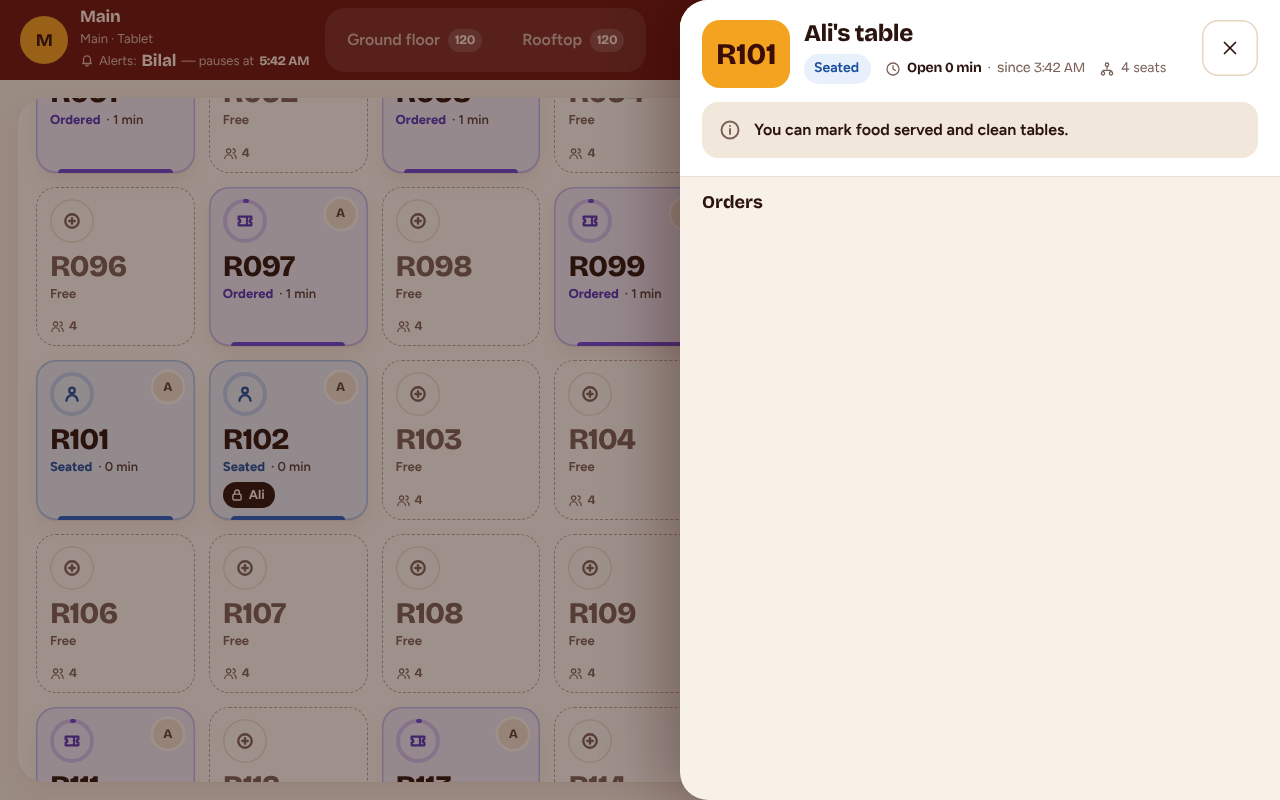 M
Main
Main · Tablet
Alerts: Bilal — pauses at 5:42 AM
Ground floor 120
Rooftop 120
Ordered · 1 min
Free
4
Ordered · 1 min
Free
4
R096
Free
4
A
R097
Ordered · 1 min
R098
Free
4
R099
Ordered · 1 min
A
R101
Seated · 0 min
A
R102
Seated · 0 min
Ali
R103
Free
4
R104
Free
4
R106
Free
4
R107
Free
4
R108
Free
4
R109
Free
4
A
A
R101
Ali's table
Seated
Open 0 min · since 3:42 AM
4 seats
You can mark food served and clean tables.
Orders